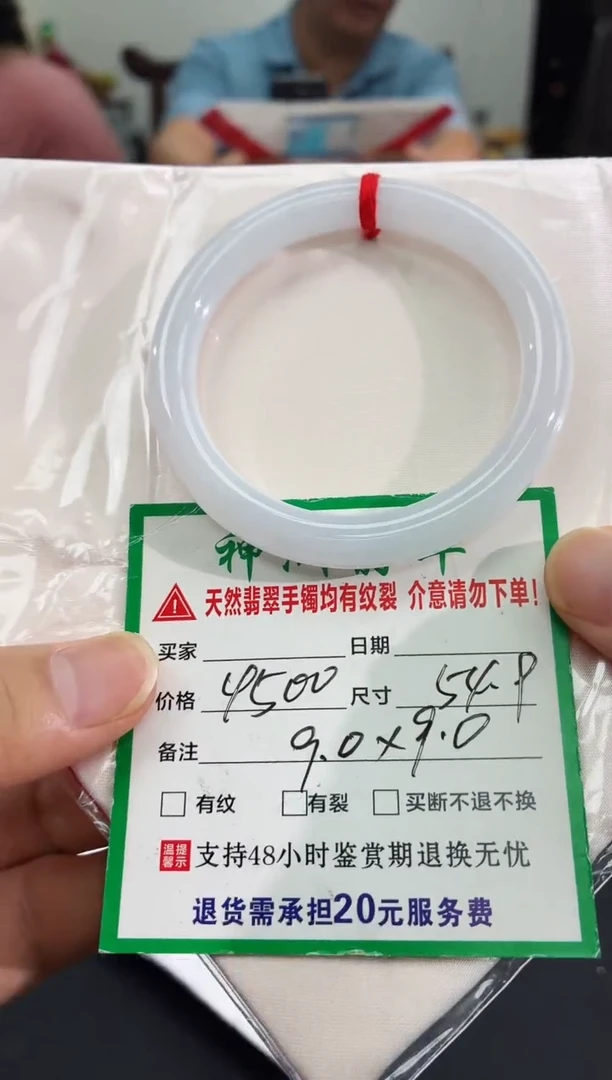 天然翡翠手镯均有纹裂 介意请勿下单!
买家 日期
价格 4500 尺寸 54.9
备注 9.0×9.0
有纹 有裂 买断不退不换
温馨提示 支持48小时鉴赏期退换无忧
退货需承担20元服务费